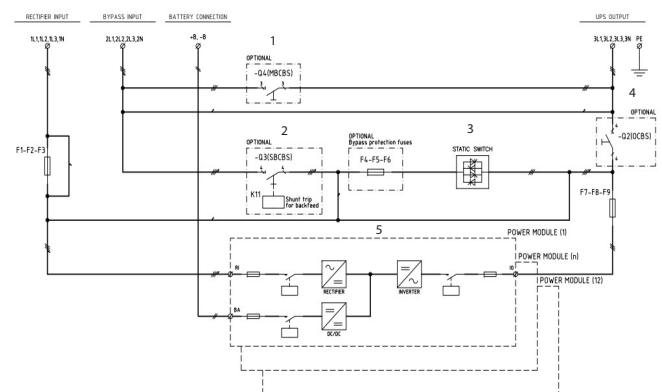 RECTIFIER INPUT
BYPASS INPUT
BATTERY CONNECTION
UPS OUTPUT
1L1,1L2,1L3,1N
2L1,2L2,2L3,2N
+B, -B
3L1,3L2,3L3,3N
PE
1
OPTIONAL
-Q4(MBCBS)
4
OPTIONAL
-Q2(OCBS)
2
OPTIONAL
-Q3(SBCBS)
K11
Shunt trip
for backfeed
OPTIONAL
Bypass protection fuses
F4-F5-F6
3
STATIC SWITCH
F1-F2-F3
F7-F8-F9
5
POWER MODULE (1)
POWER MODULE (n)
POWER MODULE (12)
RI
RECTIFIER
INVERTER
IO
BA
DC/DC